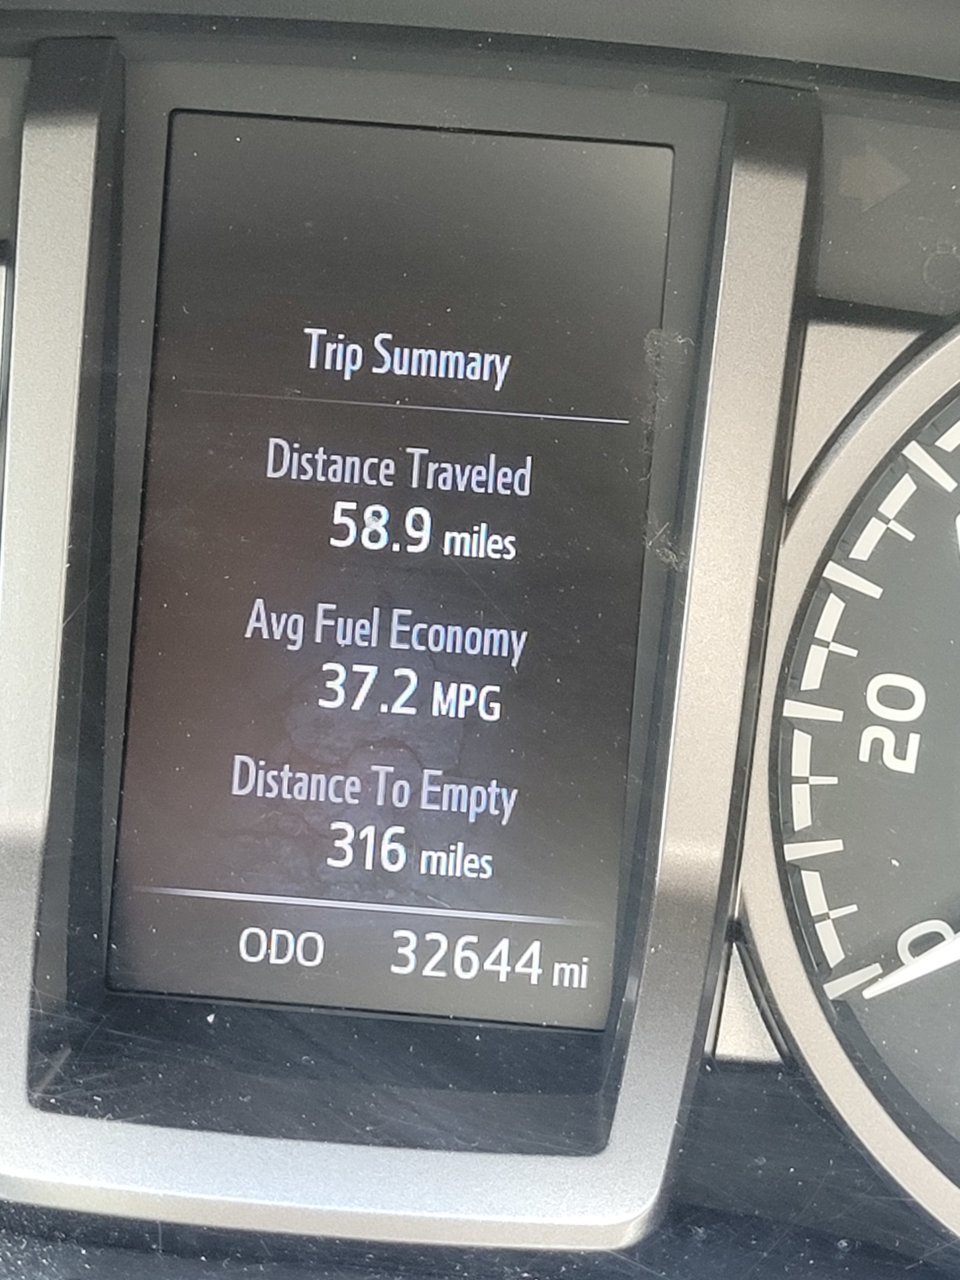 Trip Summary
Distance Traveled
58.9 miles
Avg Fuel Economy
37.2 MPG
Distance To Empty
316 miles
ODO 32644 mi
20
0